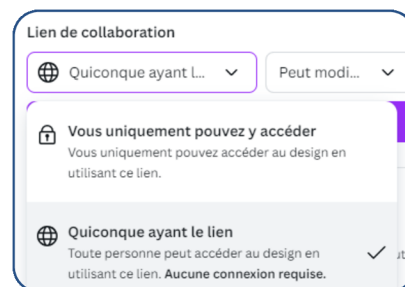 Lien de collaboration
Quiconque ayant l... Peut modi...
Vous uniquement pouvez y accéder
Vous uniquement pouvez accéder au design en
utilisant ce lien.
Quiconque ayant le lien
Toute personne peut accéder au design en
utilisant ce lien. Aucune connexion requise.